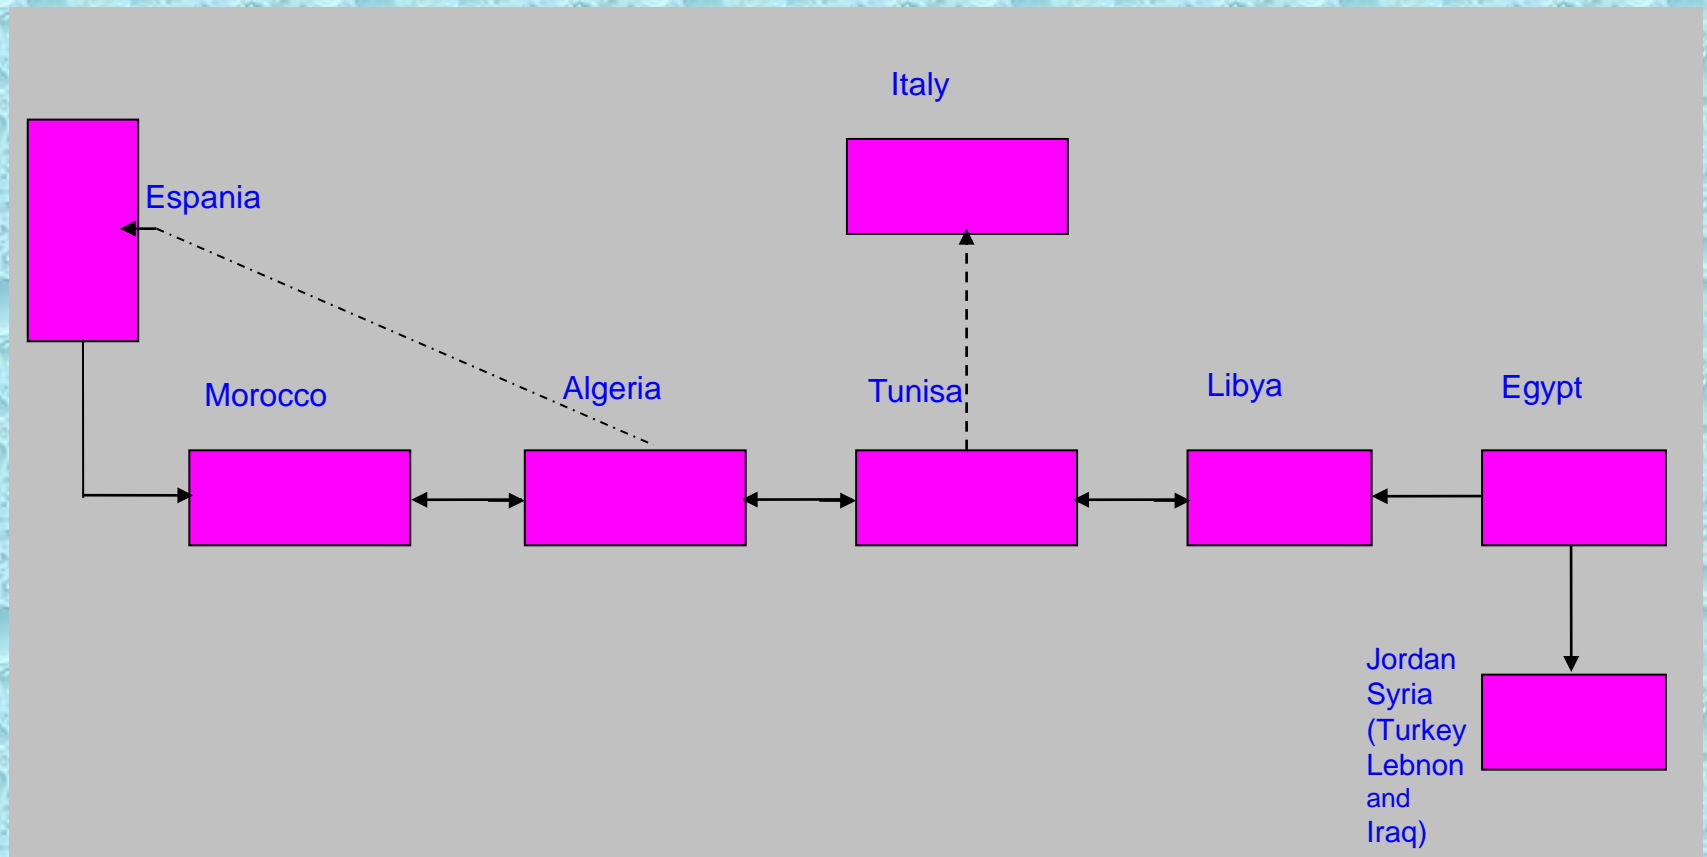 Italy
Espania
Morocco
Algeria
Tunisa
Libya
Egypt
Jordan
Syria
(Turkey
Lebnon
and
Iraq)